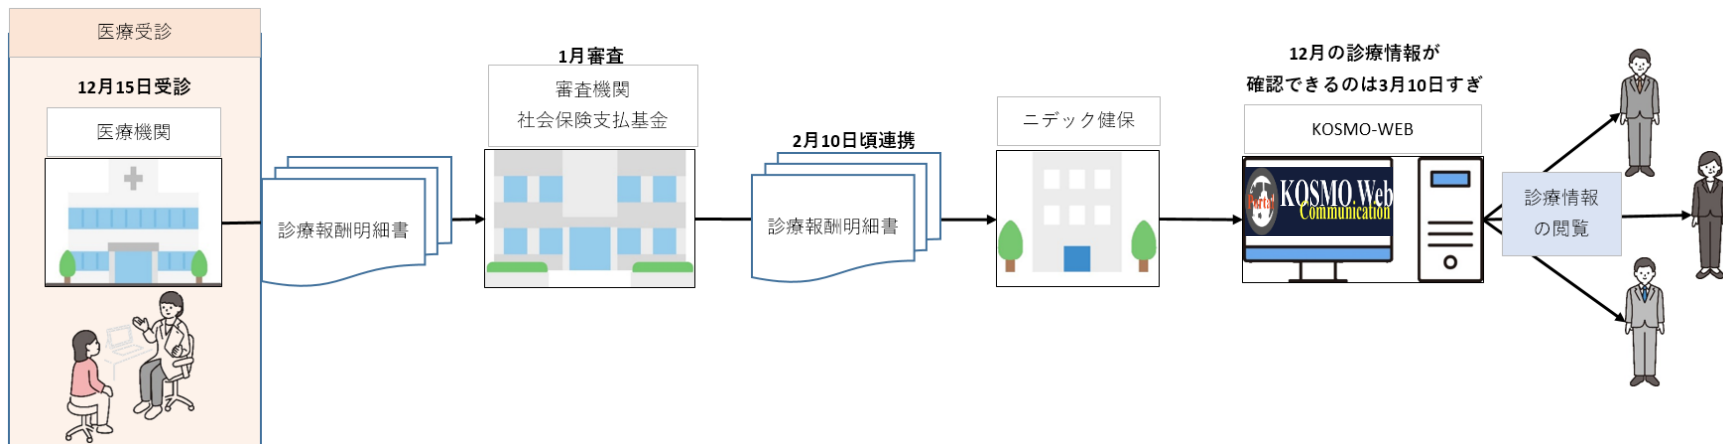 医療受診
12月15日受診
医療機関
診療報酬明細書
1月審査
審査機関
社会保険支払基金
2月10日頃連携
診療報酬明細書
ニデック健保
12月の診療情報が
確認できるのは3月10日すぎ
KOSMO-WEB
Portal
KOSMO Web
Communication
診療情報
の閲覧